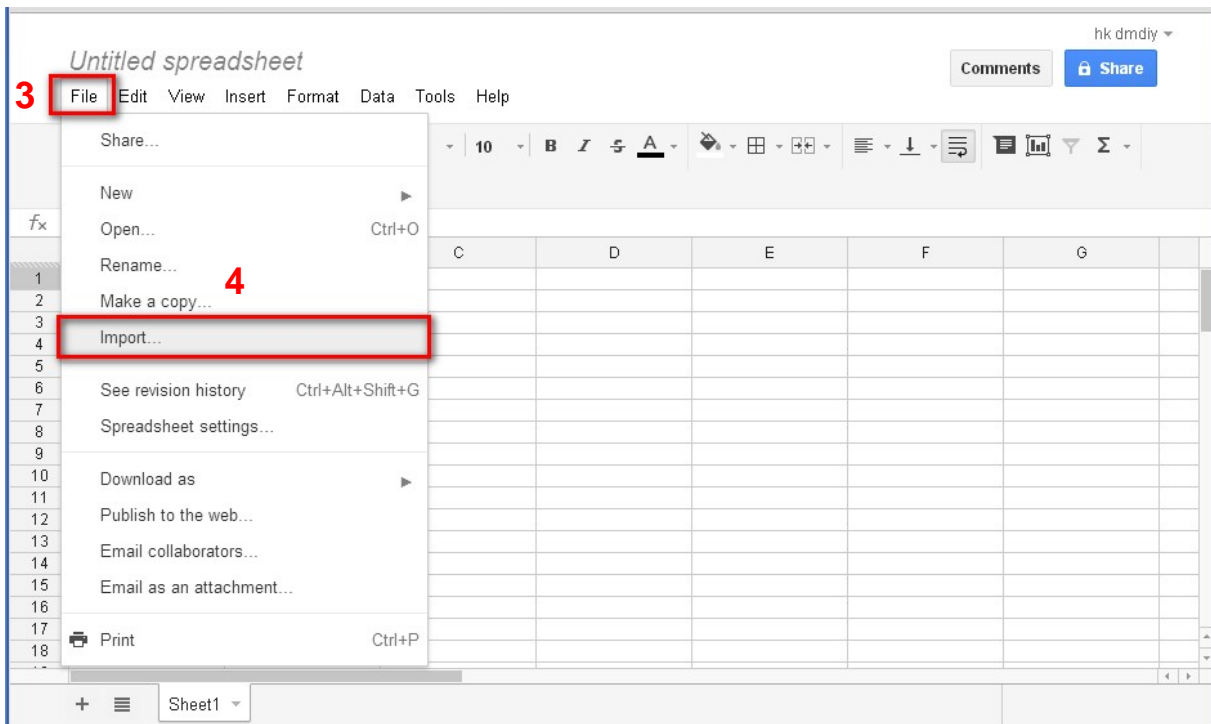 hk dmdiy
Untitled spreadsheet
Comments Share
3 File Edit View Insert Format Data Tools Help
Share...
10 B I S A Σ
New
fx Open... Ctrl+O
C D E F G
Rename...
1
4
2 Make a copy...
3
Import...
4
5
6 See revision history Ctrl+Alt+Shift+G
7
8 Spreadsheet settings...
9
10 Download as
11
12 Publish to the web...
13
Email collaborators...
14
15 Email as an attachment...
16
17
Print Ctrl+P
18
+ Sheet1